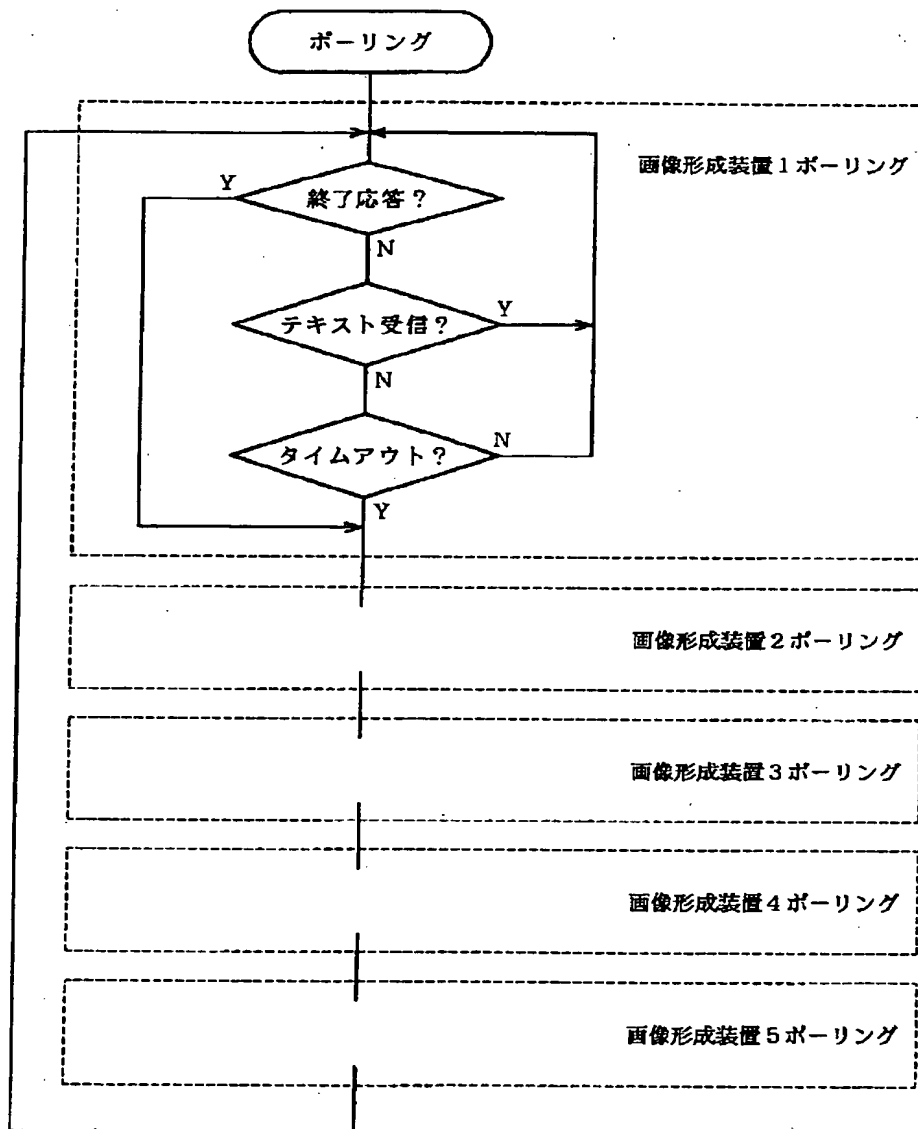 ポーリング
画像形成装置1ポーリング
Y
終了応答?
N
テキスト受信?
Y
N
タイムアウト?
N
Y
画像形成装置2ポーリング
画像形成装置3ポーリング
画像形成装置4ポーリング
画像形成装置5ポーリング